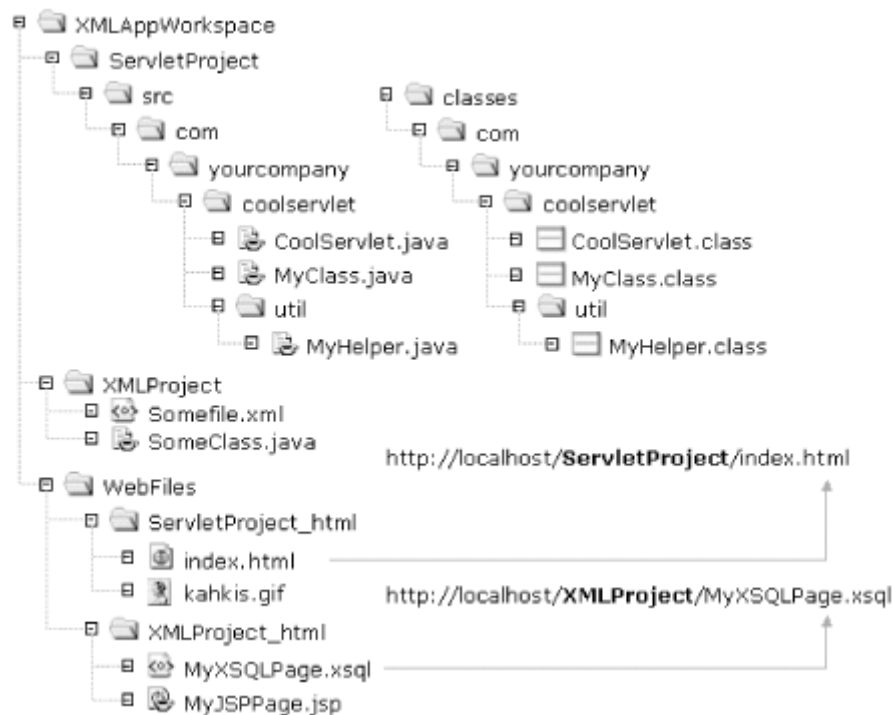 XMLAppWorkspace
ServletProject
src
classes
com
com
yourcompany
yourcompany
coolservlet
coolservlet
CoolServlet.java
CoolServlet.class
MyClass.java
MyClass.class
util
util
MyHelper.java
MyHelper.class
XMLProject
Somefile.xml
SomeClass.java
http://localhost/ServletProject/index.html
WebFiles
ServletProject_html
index.html
kahkis.gif
http://localhost/XMLProject/MyXSQLPage.xsql
XMLProject_html
MyXSQLPage.xsql
MyJSPPage.jsp